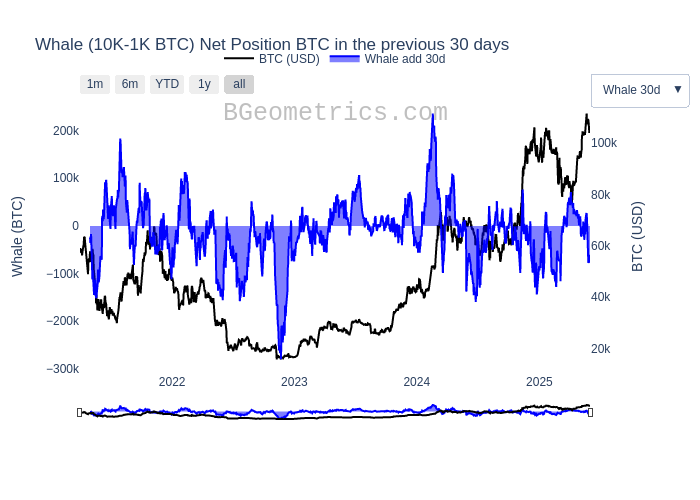 Whale (10K-1K BTC) Net Position BTC in the previous 30 days
BTC (USD) Whale add 30d
1m 6m YTD 1y all
Whale 30d ▼
BGeometrics.com
200k
100k
0
−100k
−200k
−300k
Whale (BTC)
100k
80k
60k
40k
20k
BTC (USD)
2022 2023 2024 2025